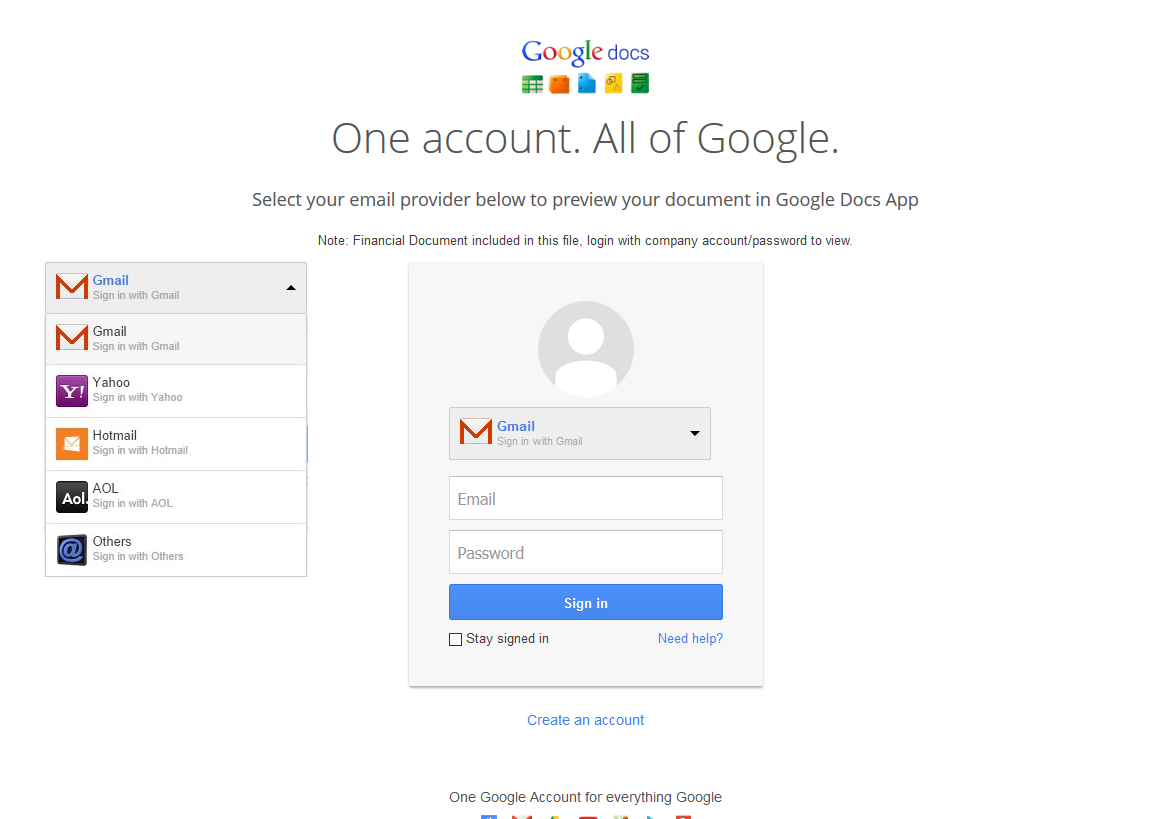 Google docs
One account. All of Google.
Select your email provider below to preview your document in Google Docs App
Note: Financial Document included in this file, login with company account/password to view.
Gmail
Sign in with Gmail
Gmail
Sign in with Gmail
Y!
Yahoo
Sign in with Yahoo
Hotmail
Sign in with Hotmail
Aol.
AOL
Sign in with AOL
@
Others
Sign in with Others
Gmail
Sign in with Gmail
Email
Password
Sign in
Stay signed in
Need help?
Create an account
One Google Account for everything Google